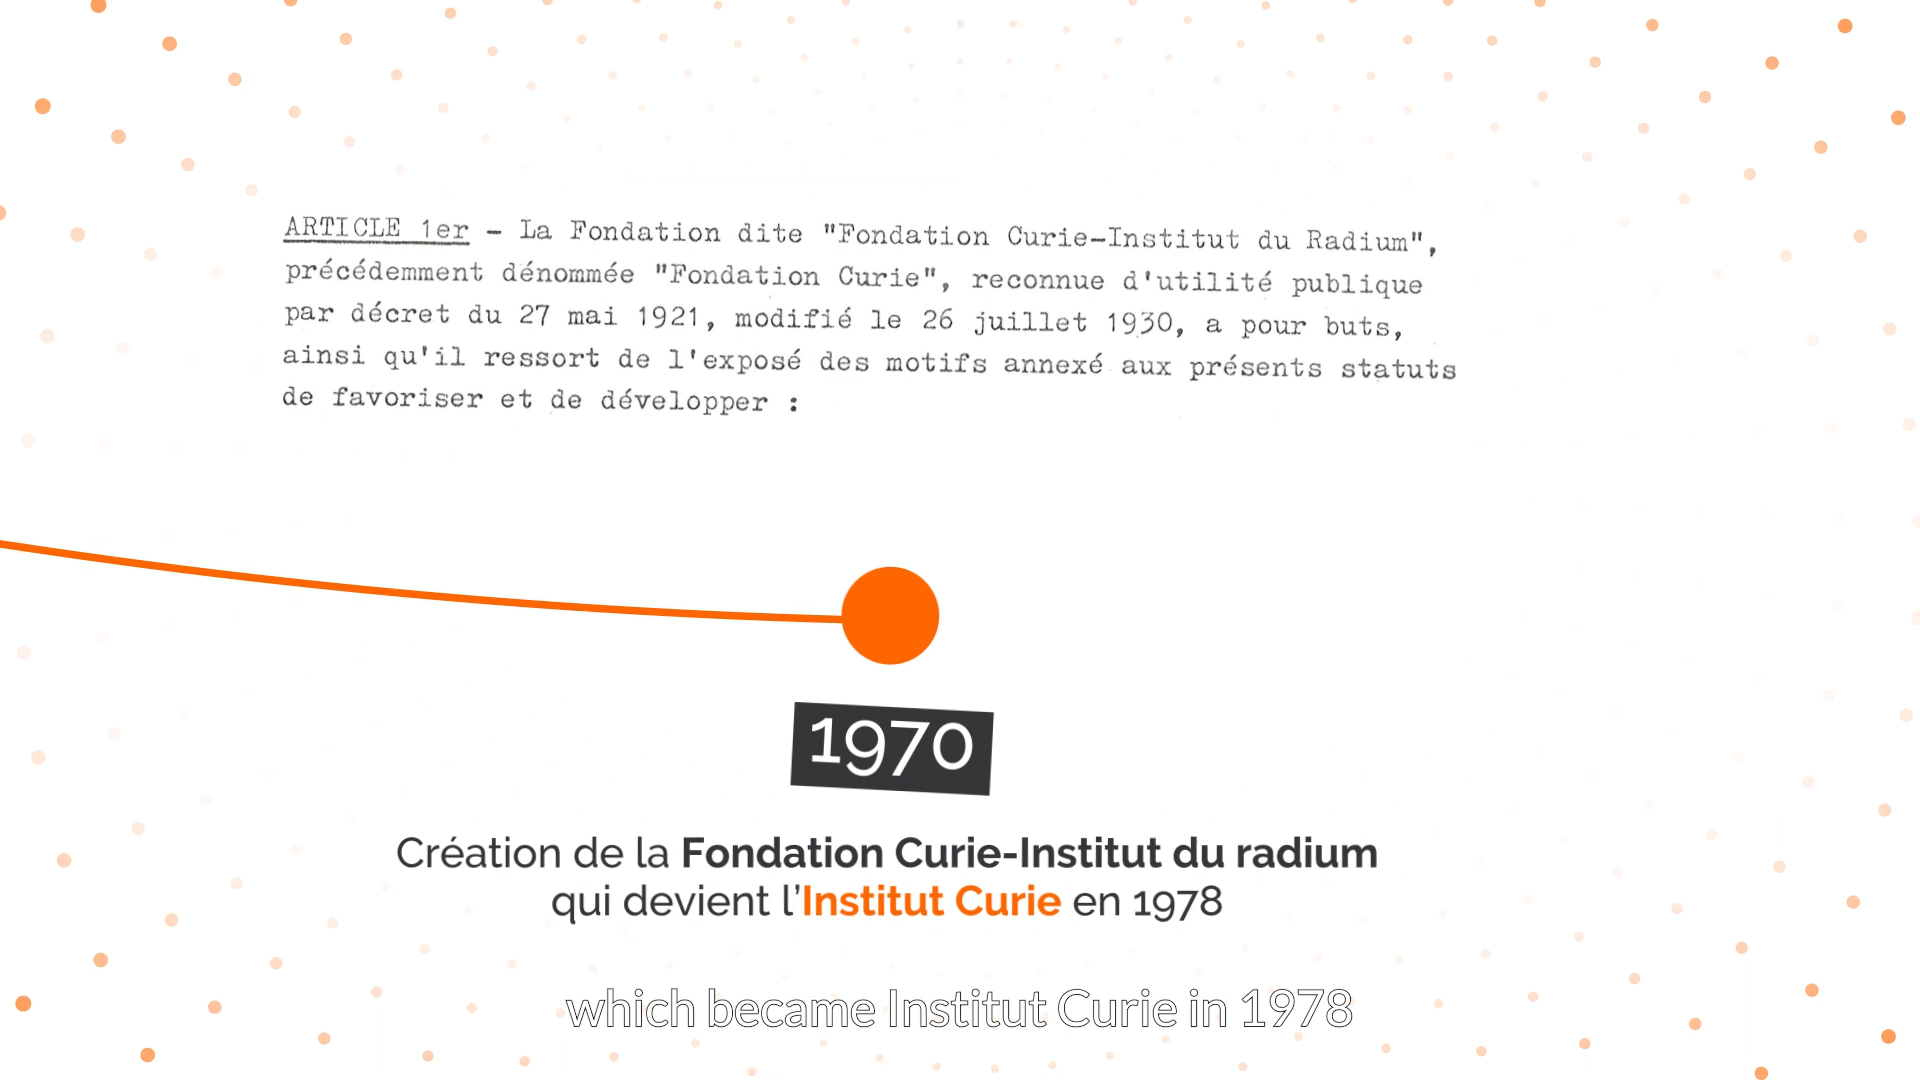 ARTICLE 1er - La Fondation dite "Fondation Curie-Institut du Radium",
précédemment dénommée "Fondation Curie", reconnue d'utilité publique
par décret du 27 mai 1921, modifié le 26 juillet 1930, a pour buts,
ainsi qu'il ressort de l'exposé des motifs annexé aux présents statuts
de favoriser et de développer :
1970
Création de la Fondation Curie-Institut du radium
qui devient l'Institut Curie en 1978
which became Institut Curie in 1978